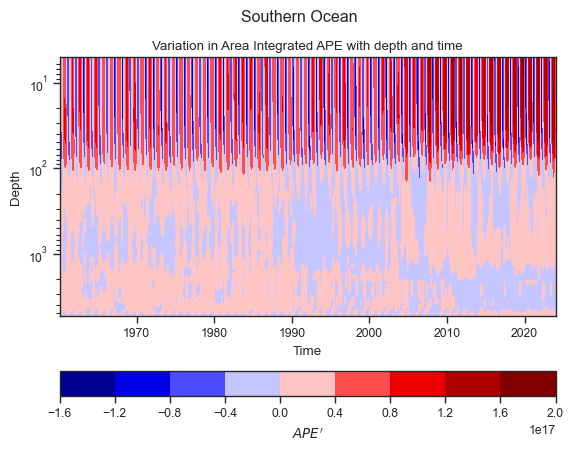 Southern Ocean
Variation in Area Integrated APE with depth and time
10¹
10²
10³
Depth
1970 1980 1990 2000 2010 2020
Time
−1.6 −1.2 −0.8 −0.4 0.0 0.4 0.8 1.2 1.6 2.0
1e17
APE′